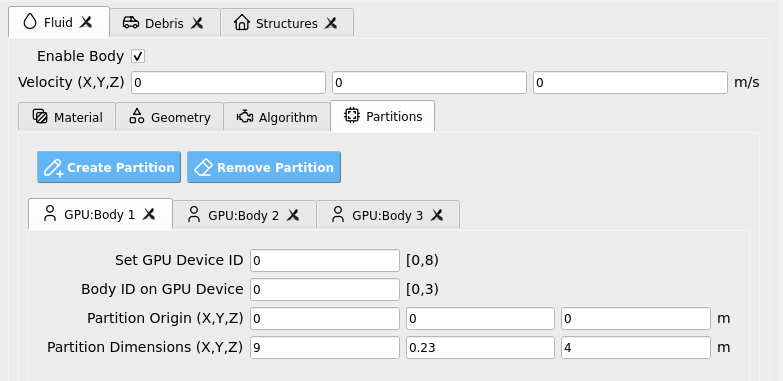 Fluid Debris Structures
Enable Body
Velocity (X,Y,Z) 0 0 0 m/s
Material Geometry Algorithm Partitions
Create Partition Remove Partition
GPU:Body 1 GPU:Body 2 GPU:Body 3
Set GPU Device ID 0 [0,8)
Body ID on GPU Device 0 [0,3)
Partition Origin (X,Y,Z) 0 0 0 m
Partition Dimensions (X,Y,Z) 9 0.23 4 m